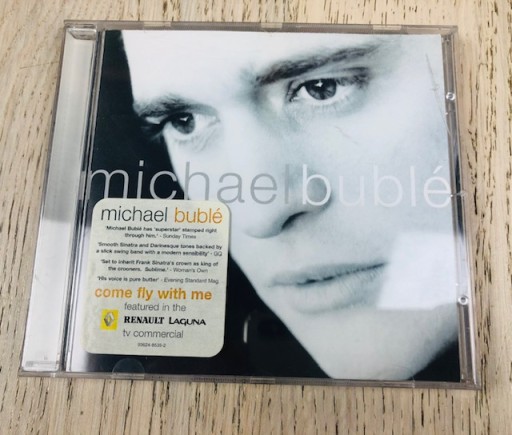 michaelbublé
michael bublé
'Michael Bublé has 'superstar' stamped right
through him.' - Sunday Times
'Smooth Sinatra and Darinesque tones backed by
a slick swing band with a modern sensibility' - GQ
'Set to inherit Frank Sinatra's crown as king of
the crooners. Sublime.' - Woman's Own
'His voice is pure butter' - Evening Standard Mag
come fly with me
featured in the
RENAULT LAGUNA
tv commercial